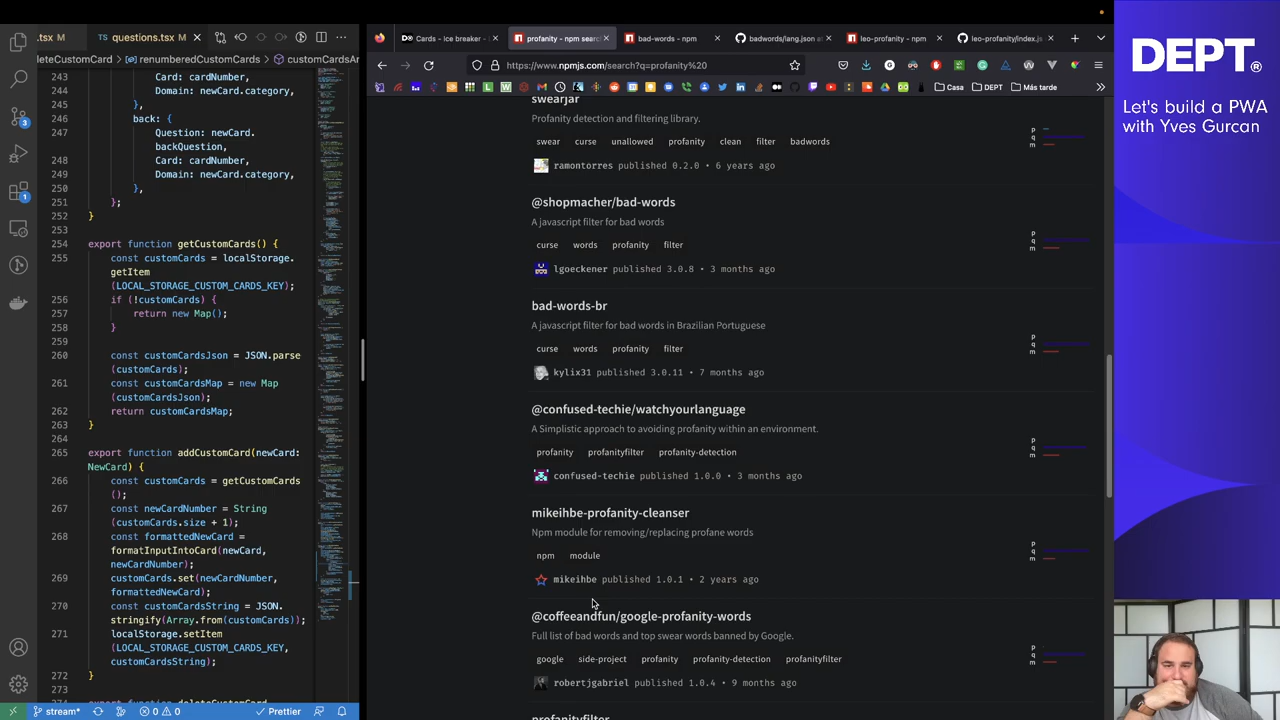 .tsx M
questions.tsx M
leteCustomCard
renumberedCustomCards
customCardsAr
Cards - Ice breaker -
profanity - npm sear
bad-words - npm
badwords/lang.json at
leo-profanity - npm
leo-profanity/index.js
https://www.npmjs.com/search?q=profanity%20
Casa
DEPT
Más tarde
Card: cardNumber,
245
Domain: newCard.category,
246
},
247
back: {
248
Question: newCard.
backQuestion,
Card: cardNumber,
249
Domain: newCard.category,
},
251
};
252
}
253
254
export function getCustomCards() {
const customCards = localStorage.
getItem
(LOCAL_STORAGE_CUSTOM_CARDS_KEY);
if (!customCards) {
257
return new Map();
258
}
259
260
const customCardsJson = JSON.parse
(customCards);
const customCardsMap = new Map
(customCardsJson);
return customCardsMap;
}
264
export function addCustomCard(newCard:
NewCard) {
266
const customCards = getCustomCards
();
267
const newCardNumber = String
(customCards.size + 1);
268
const formattedNewCard =
formatInputIntoCard(newCard,
newCardNumber);
customCards.set(newCardNumber,
formattedNewCard);
270
const customCardsString = JSON.
stringify(Array.from(customCards));
271
localStorage.setItem
(LOCAL_STORAGE_CUSTOM_CARDS_KEY,
customCardsString);
272
}
273
swearjar
Profanity detection and filtering library.
swear curse unallowed profanity clean filter badwords
ramontorres published 0.2.0 • 6 years ago
p
q
m
@shopmacher/bad-words
A javascript filter for bad words
curse words profanity filter
lgoeckener published 3.0.8 • 3 months ago
p
q
m
bad-words-br
A javascript filter for bad words in Brazilian Portuguese
curse words profanity filter
kylix31 published 3.0.11 • 7 months ago
p
q
m
@confused-techie/watchyourlanguage
A Simplistic approach to avoiding profanity within an environment.
profanity profanityfilter profanity-detection
confused-techie published 1.0.0 • 3 months ago
p
q
m
mikeihbe-profanity-cleanser
Npm module for removing/replacing profane words
npm module
mikeihbe published 1.0.1 • 2 years ago
p
q
m
@coffeeandfun/google-profanity-words
Full list of bad words and top swear words banned by Google.
google side-project profanity profanity-detection profanityfilter
robertjgabriel published 1.0.4 • 9 months ago
p
q
m
profanityfilter
stream*
0
0
Prettier
DEPT®
Let's build a PWA
with Yves Gurcan